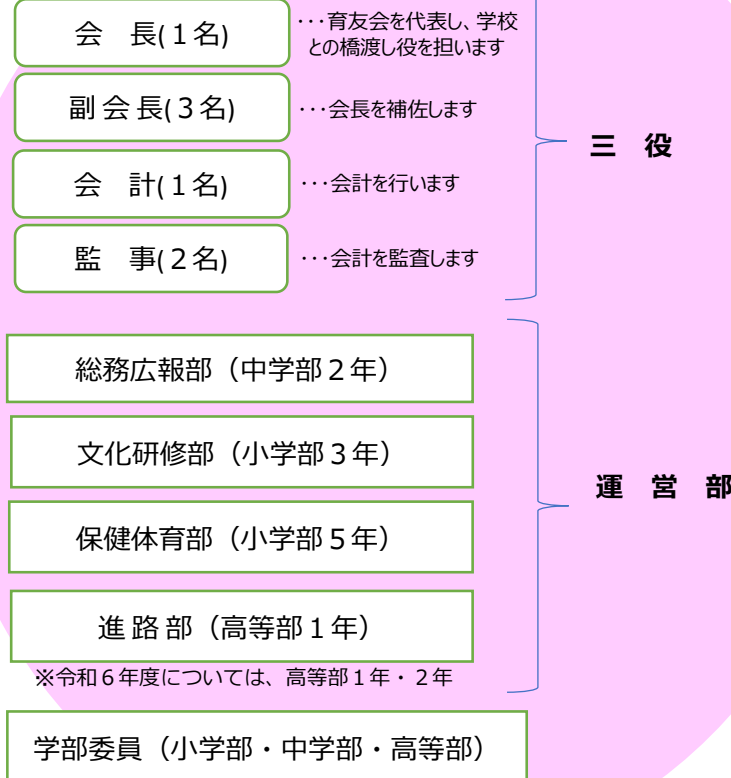 会　長(１名)
･･･育友会を代表し、学校
との橋渡し役を担います
副 会 長(３名)
･･･会長を補佐します
三　役
会　計(１名)
･･･会計を行います
監　事(２名)
･･･会計を監査します
総務広報部（中学部２年）
文化研修部（小学部３年）
運　営　部
保健体育部（小学部５年）
進 路 部（高等部１年）
※令和６年度については、高等部１年・２年
学部委員（小学部・中学部・高等部）